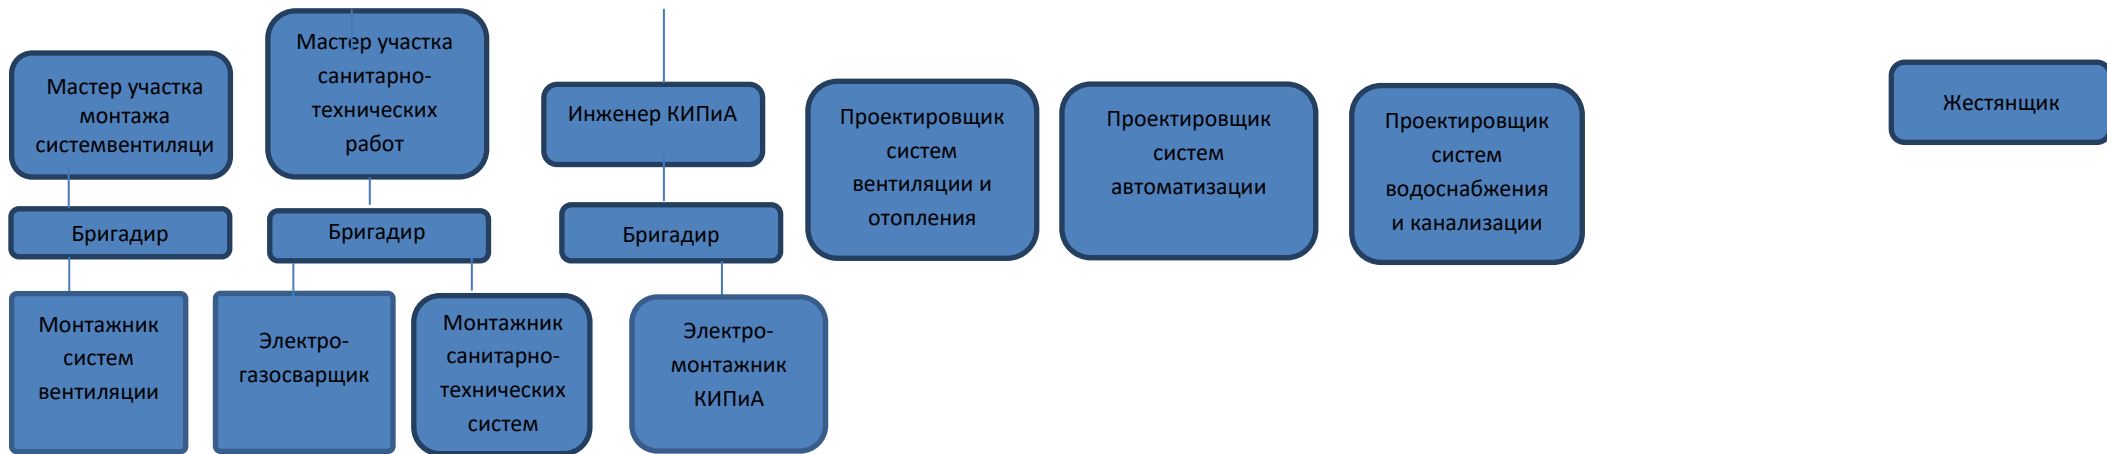 Мастер участка
монтажа
системвентиляци
Мастер участка
санитарно-
технических
работ
Инженер КИПиА
Проектировщик
систем
вентиляции и
отопления
Проектировщик
систем
автоматизации
Проектировщик
систем
водоснабжения
и канализации
Жестянщик
Бригадир
Бригадир
Бригадир
Монтажник
систем
вентиляции
Электро-
газосварщик
Монтажник
санитарно-
технических
систем
Электро-
монтажник
КИПиА